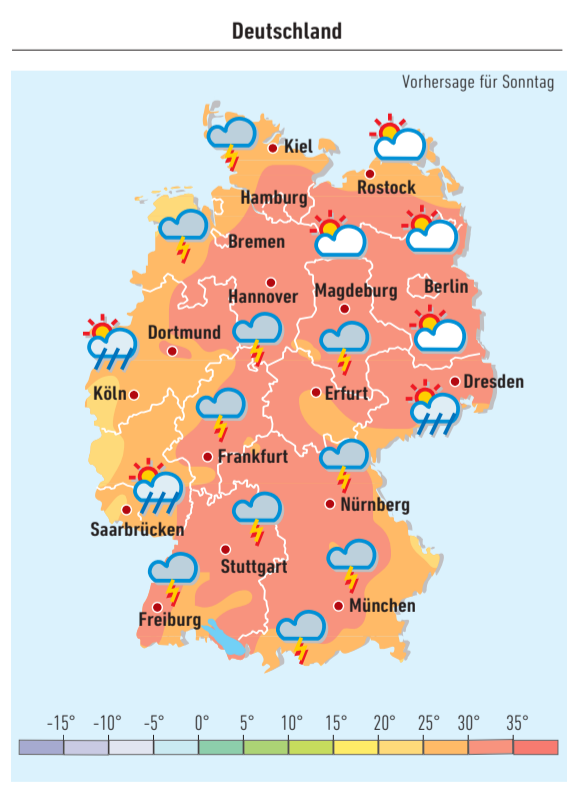 Deutschland
Vorhersage für Sonntag
Kiel
Rostock
Hamburg
Bremen
Hannover
Magdeburg
Berlin
Dortmund
Köln
Erfurt
Dresden
Frankfurt
Nürnberg
Saarbrücken
Stuttgart
München
Freiburg
-15° -10° -5° 0° 5° 10° 15° 20° 25° 30° 35°